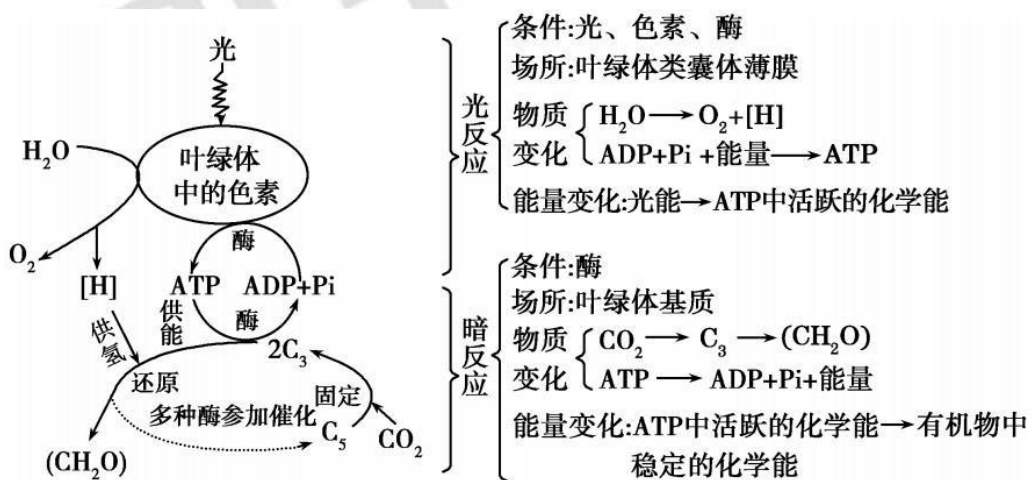 光
H₂O
叶绿体
中的色素
O₂
[H]
酶
ATP
ADP+Pi
供氢
供能
酶
2C₃
还原
固定
多种酶参加催化
C₅
CO₂
(CH₂O)
光反应
条件:光、色素、酶
场所:叶绿体类囊体薄膜
物质变化
H₂O→O₂+[H]
ADP+Pi+能量→ATP
能量变化:光能→ATP中活跃的化学能
暗反应
条件:酶
场所:叶绿体基质
物质变化
CO₂→C₃→(CH₂O)
ATP→ADP+Pi+能量
能量变化:ATP中活跃的化学能→有机物中
稳定的化学能